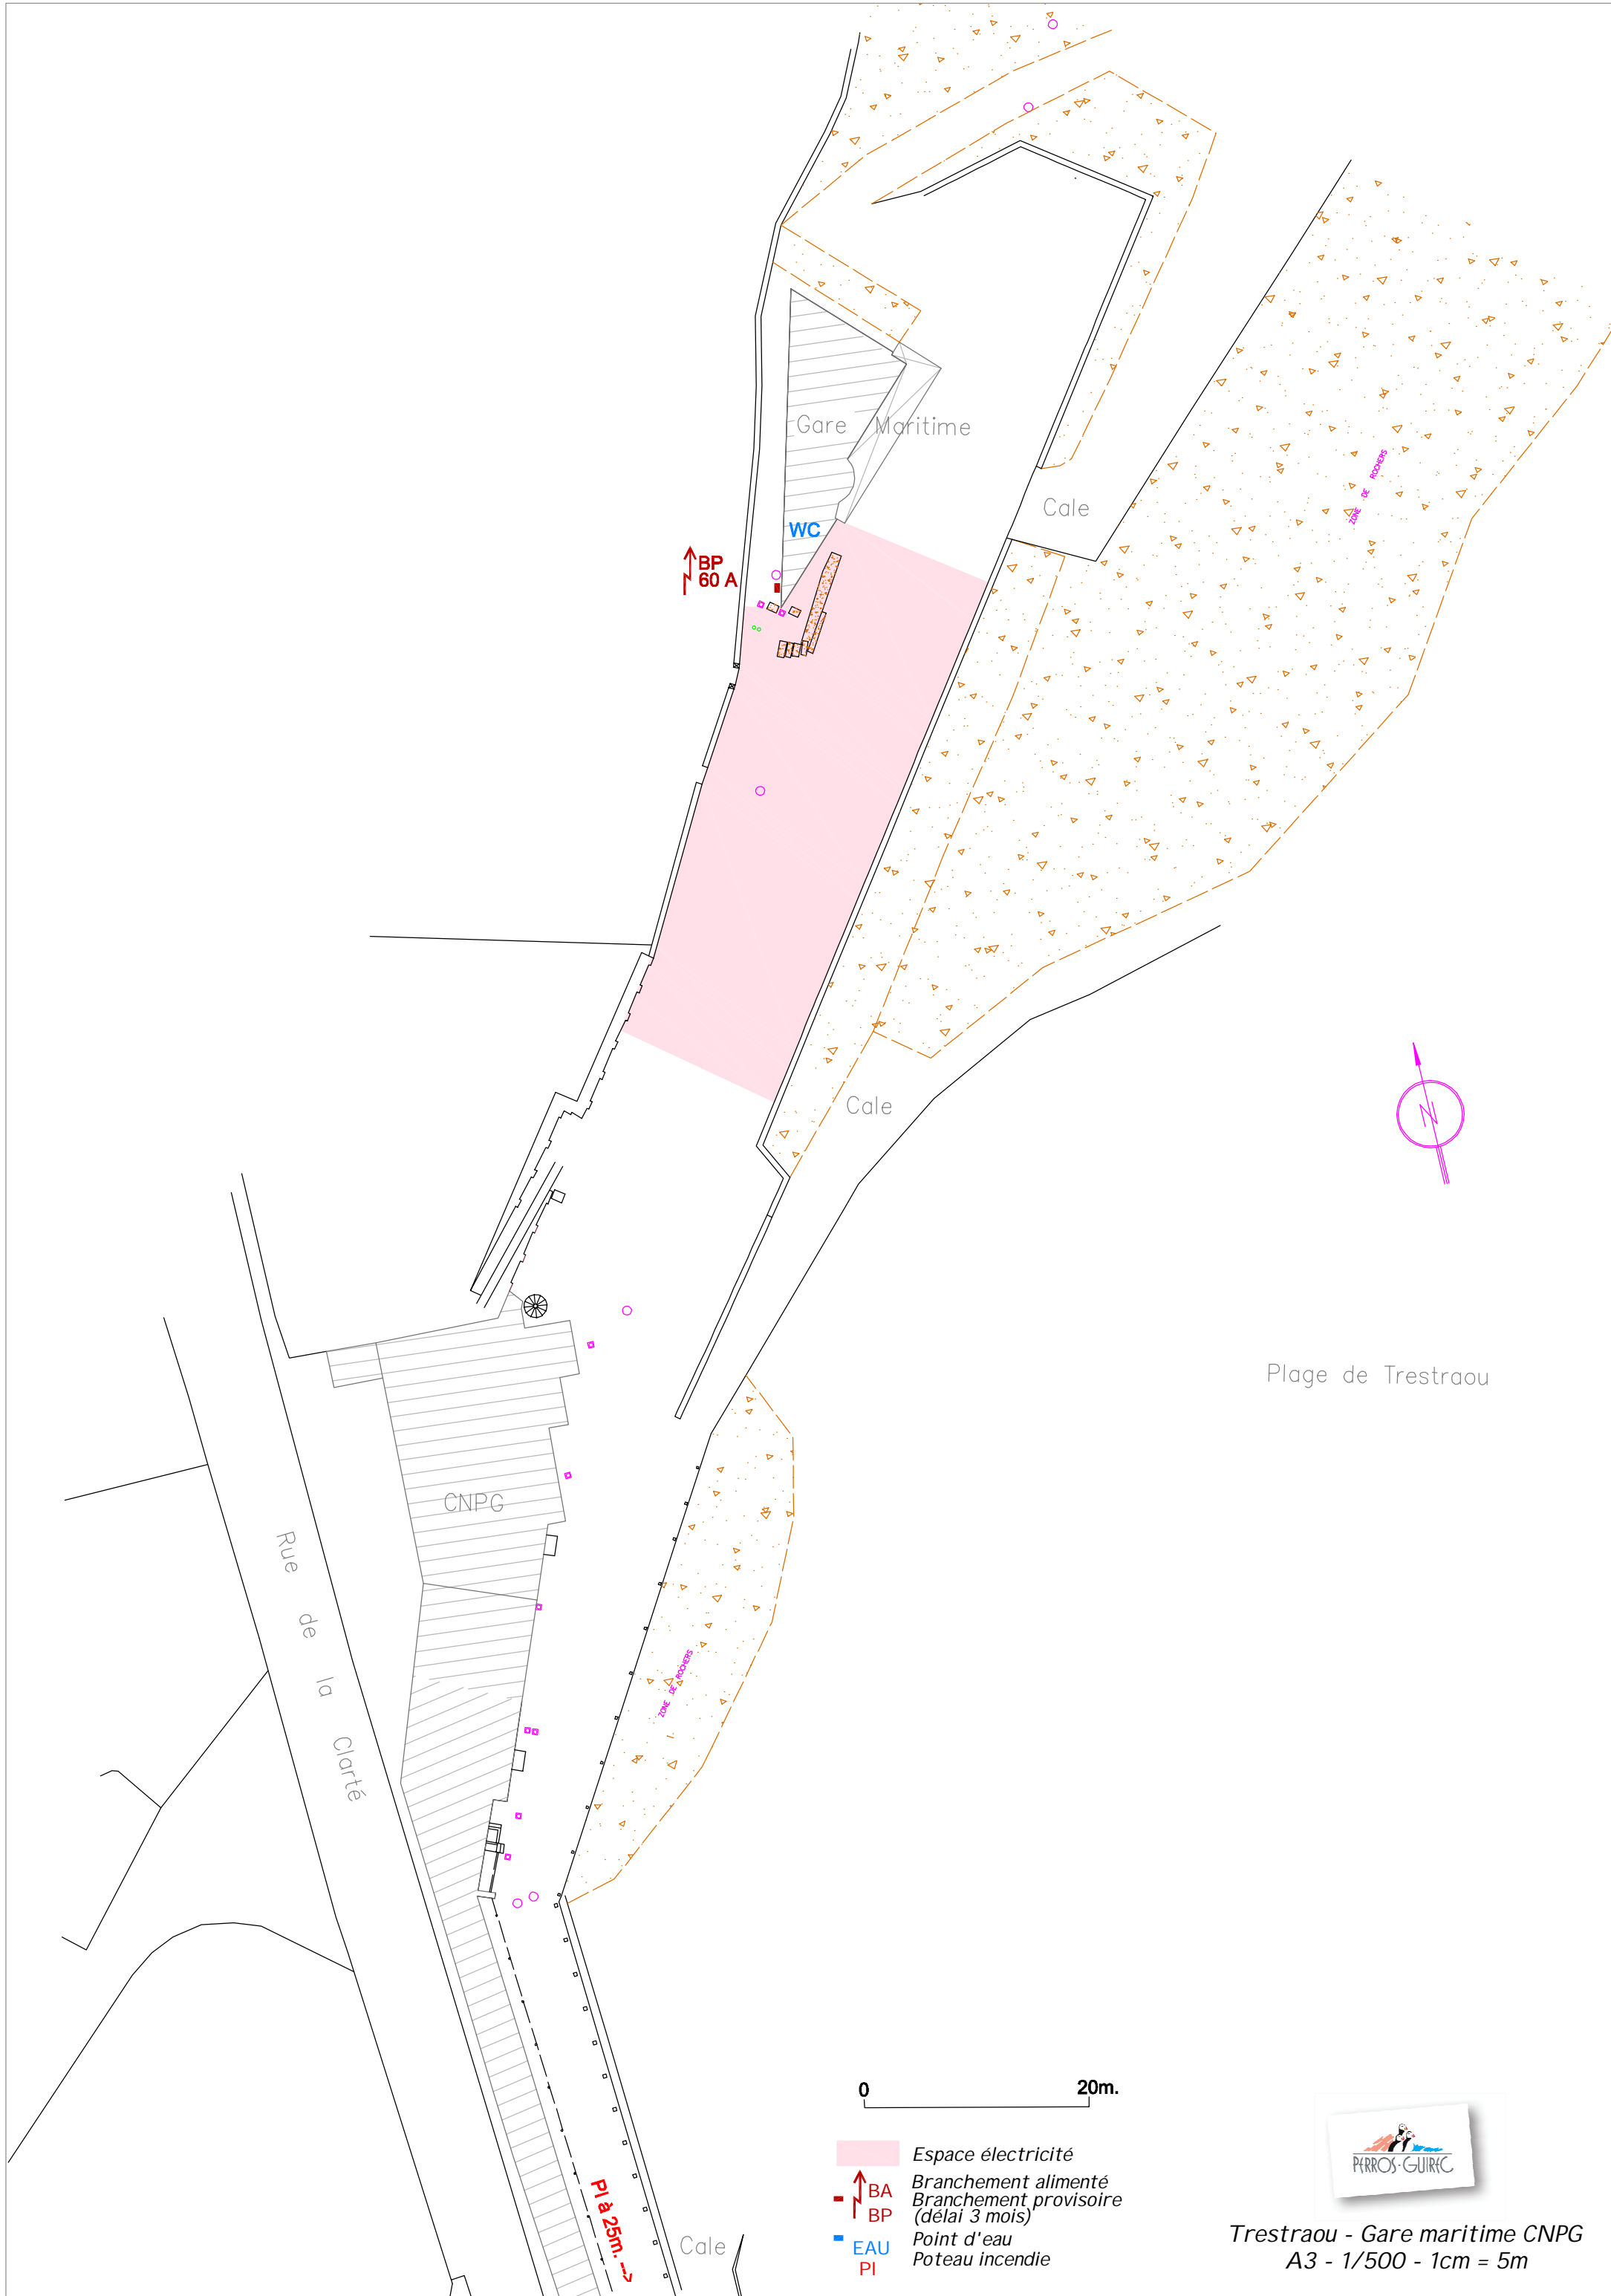 Gare Maritime
ZONE DE ROCHERS
Cale
WC
BP
60 A
Cale
N
Plage de Trestraou
CNPG
Rue de la Clarté
ZONE DE ROCHERS
0 20m.
Espace électricité
BA Branchement alimenté
BP Branchement provisoire
(délai 3 mois)
EAU Point d'eau
PI Poteau incendie
PI à 25m. -->
Cale
PERROS-GUIREC
Trestraou - Gare maritime CNPG
A3 - 1/500 - 1cm = 5m